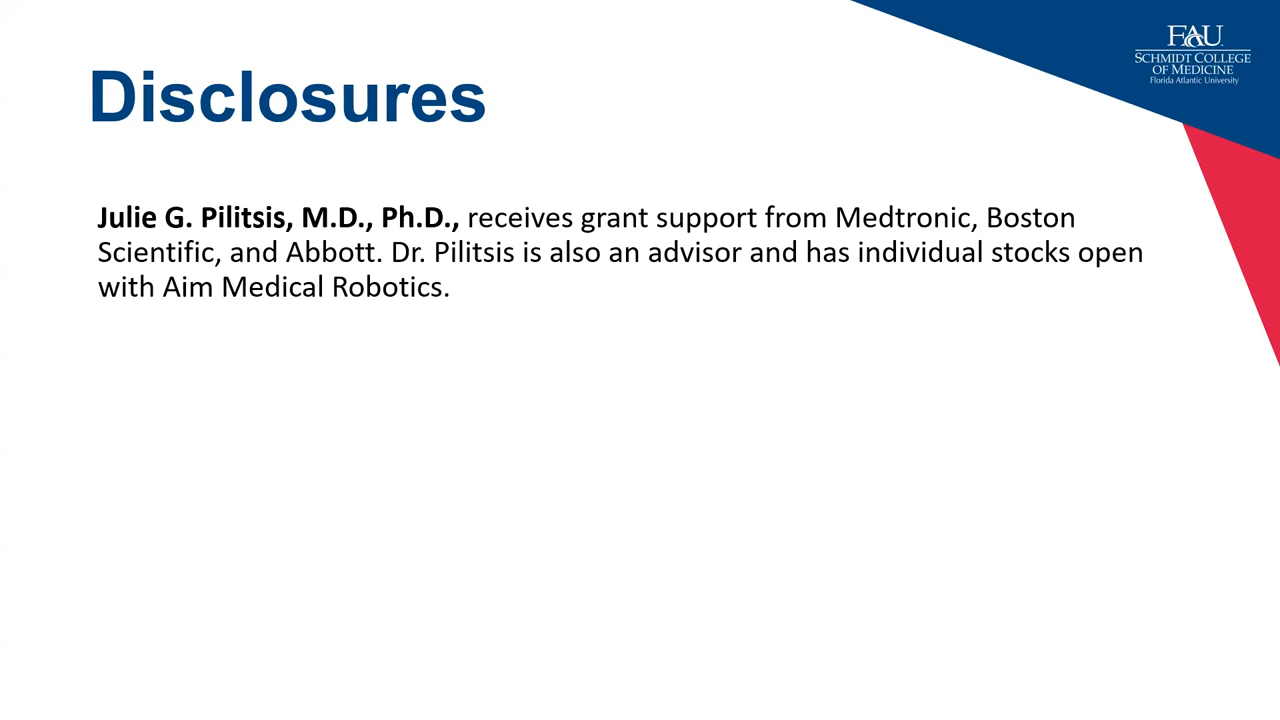 FAU
SCHMIDT COLLEGE
OF MEDICINE
Florida Atlantic University
Disclosures
Julie G. Pilitsis, M.D., Ph.D., receives grant support from Medtronic, Boston
Scientific, and Abbott. Dr. Pilitsis is also an advisor and has individual stocks open
with Aim Medical Robotics.